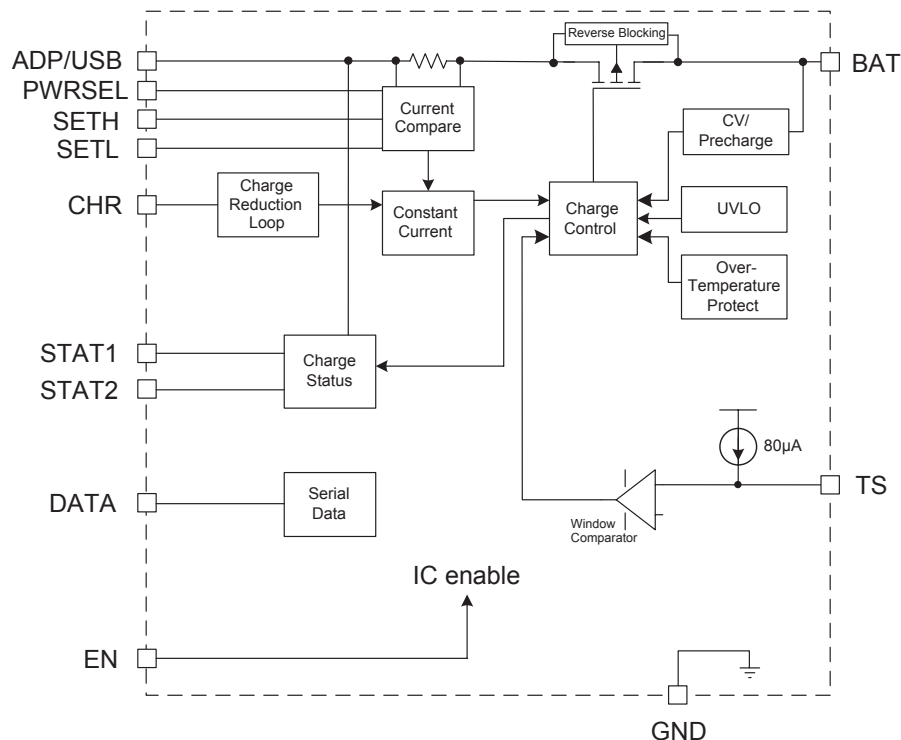 Reverse Blocking
ADP/USB
BAT
PWRSEL
SETH
SETL
Current
Compare
CV/
Precharge
CHR
Charge
Reduction
Loop
Constant
Current
Charge
Control
UVLO
Over-
Temperature
Protect
STAT1
STAT2
Charge
Status
80µA
TS
DATA
Serial
Data
Window
Comparator
IC enable
EN
GND